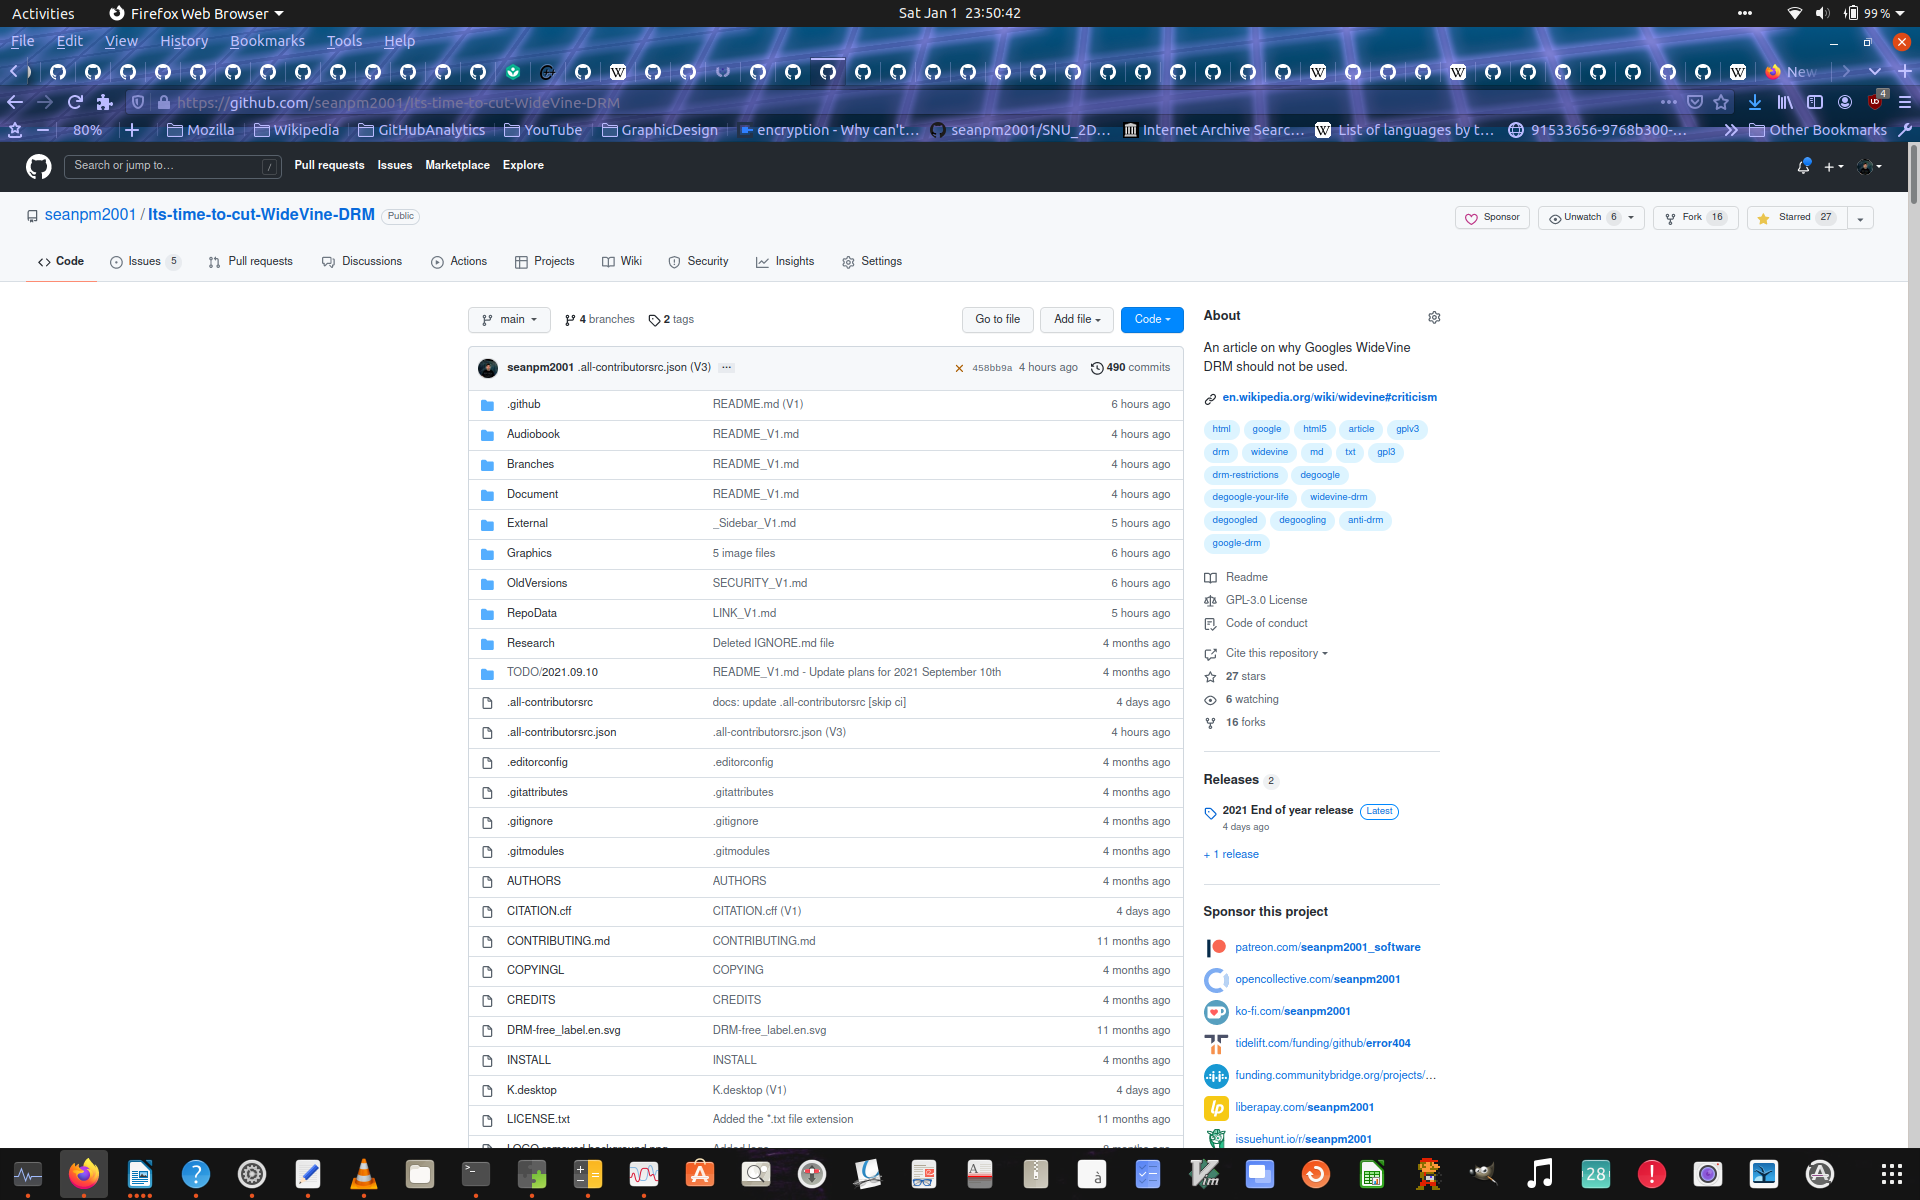 Activities Firefox Web Browser Sat Jan 1 23:50:42 99 %
File Edit View History Bookmarks Tools Help
New
https://github.com/seanpm2001/Its-time-to-cut-WideVine-DRM 4
80% Mozilla Wikipedia GitHubAnalytics YouTube GraphicDesign encryption - Why can't... seanpm2001/SNU_2D... Internet Archive Searc... List of languages by t... 91533656-9768b300-... Other Bookmarks
Search or jump to... / Pull requests Issues Marketplace Explore
seanpm2001 / Its-time-to-cut-WideVine-DRM Public Sponsor Unwatch 6 Fork 16 Starred 27
Code Issues 5 Pull requests Discussions Actions Projects Wiki Security Insights Settings
main 4 branches 2 tags Go to file Add file Code
seanpm2001 .all-contributorsrc.json (V3) ... 458bb9a 4 hours ago 490 commits
.github README.md (V1) 6 hours ago
Audiobook README_V1.md 4 hours ago
Branches README_V1.md 4 hours ago
Document README_V1.md 4 hours ago
External _Sidebar_V1.md 5 hours ago
Graphics 5 image files 6 hours ago
OldVersions SECURITY_V1.md 6 hours ago
RepoData LINK_V1.md 5 hours ago
Research Deleted IGNORE.md file 4 months ago
TODO/2021.09.10 README_V1.md - Update plans for 2021 September 10th 4 months ago
.all-contributorsrc docs: update .all-contributorsrc [skip ci] 4 days ago
.all-contributorsrc.json .all-contributorsrc.json (V3) 4 hours ago
.editorconfig .editorconfig 4 months ago
.gitattributes .gitattributes 4 months ago
.gitignore .gitignore 4 months ago
.gitmodules .gitmodules 4 months ago
AUTHORS AUTHORS 4 months ago
CITATION.cff CITATION.cff (V1) 4 days ago
CONTRIBUTING.md CONTRIBUTING.md 11 months ago
COPYINGL COPYING 4 months ago
CREDITS CREDITS 4 months ago
DRM-free_label.en.svg DRM-free_label.en.svg 11 months ago
INSTALL INSTALL 4 months ago
K.desktop K.desktop (V1) 4 days ago
LICENSE.txt Added the *.txt file extension 11 months ago
About
An article on why Googles WideVine
DRM should not be used.
en.wikipedia.org/wiki/widevine#criticism
html google html5 article gplv3
drm widevine md txt gpl3
drm-restrictions degoogle
degoogle-your-life widevine-drm
degoogled degoogling anti-drm
google-drm
Readme
GPL-3.0 License
Code of conduct
Cite this repository
27 stars
6 watching
16 forks
Releases 2
2021 End of year release Latest
4 days ago
+ 1 release
Sponsor this project
patreon.com/seanpm2001_software
opencollective.com/seanpm2001
ko-fi.com/seanpm2001
tidelift.com/funding/github/error404
funding.communitybridge.org/projects/...
liberapay.com/seanpm2001
issuehunt.io/r/seanpm2001
28